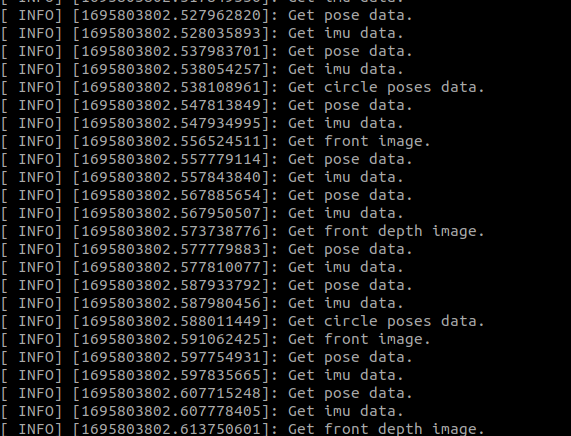 [ INFO] [1695803802.527962820]: Get pose data.
[ INFO] [1695803802.528035893]: Get imu data.
[ INFO] [1695803802.537983701]: Get pose data.
[ INFO] [1695803802.538054257]: Get imu data.
[ INFO] [1695803802.538108961]: Get circle poses data.
[ INFO] [1695803802.547813849]: Get pose data.
[ INFO] [1695803802.547934995]: Get imu data.
[ INFO] [1695803802.556524511]: Get front image.
[ INFO] [1695803802.557779114]: Get pose data.
[ INFO] [1695803802.557843840]: Get imu data.
[ INFO] [1695803802.567885654]: Get pose data.
[ INFO] [1695803802.567950507]: Get imu data.
[ INFO] [1695803802.573738776]: Get front depth image.
[ INFO] [1695803802.577779883]: Get pose data.
[ INFO] [1695803802.577810077]: Get imu data.
[ INFO] [1695803802.587933792]: Get pose data.
[ INFO] [1695803802.587980456]: Get imu data.
[ INFO] [1695803802.588011449]: Get circle poses data.
[ INFO] [1695803802.591062425]: Get front image.
[ INFO] [1695803802.597754931]: Get pose data.
[ INFO] [1695803802.597835665]: Get imu data.
[ INFO] [1695803802.607715248]: Get pose data.
[ INFO] [1695803802.607778405]: Get imu data.
[ INFO] [1695803802.613750601]: Get front depth image.